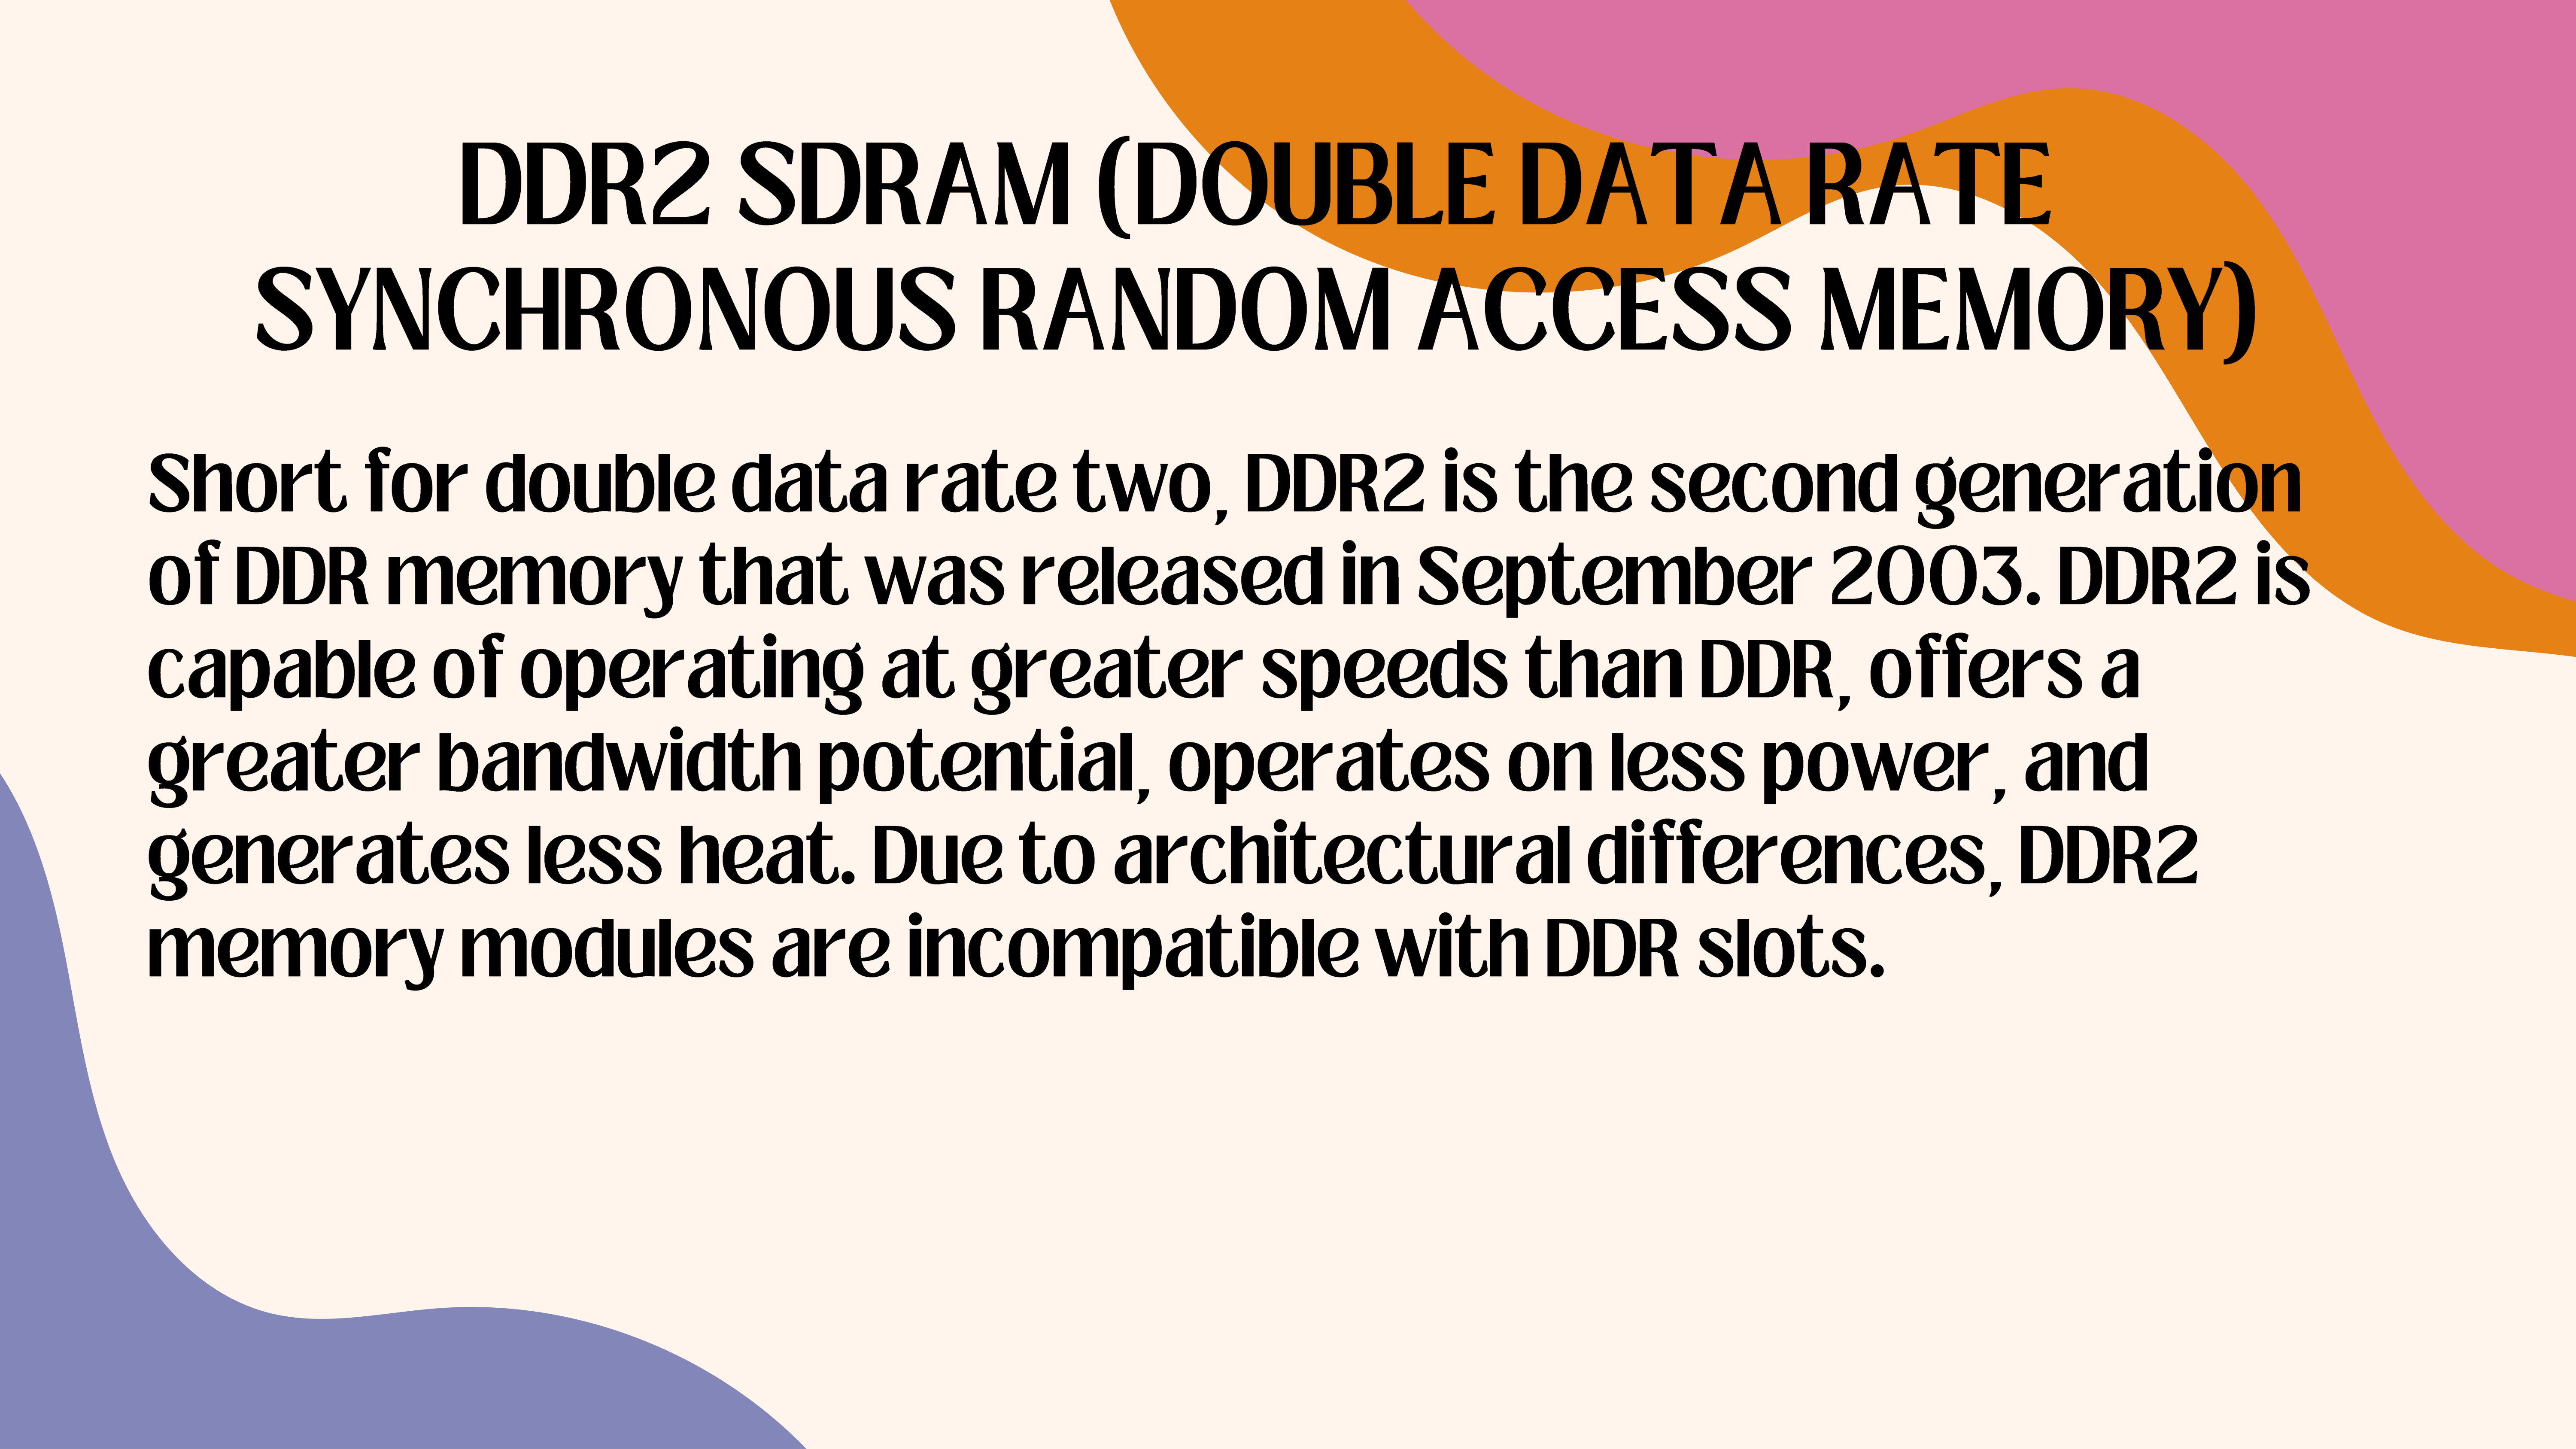 DDR2 SDRAM (DOUBLE DATA RATE
SYNCHRONOUS RANDOM ACCESS MEMORY)
Short for double data rate two, DDR2 is the second generation
of DDR memory that was released in September 2003. DDR2 is
capable of operating at greater speeds than DDR, offers a
greater bandwidth potential, operates on less power, and
generates less heat. Due to architectural differences, DDR2
memory modules are incompatible with DDR slots.